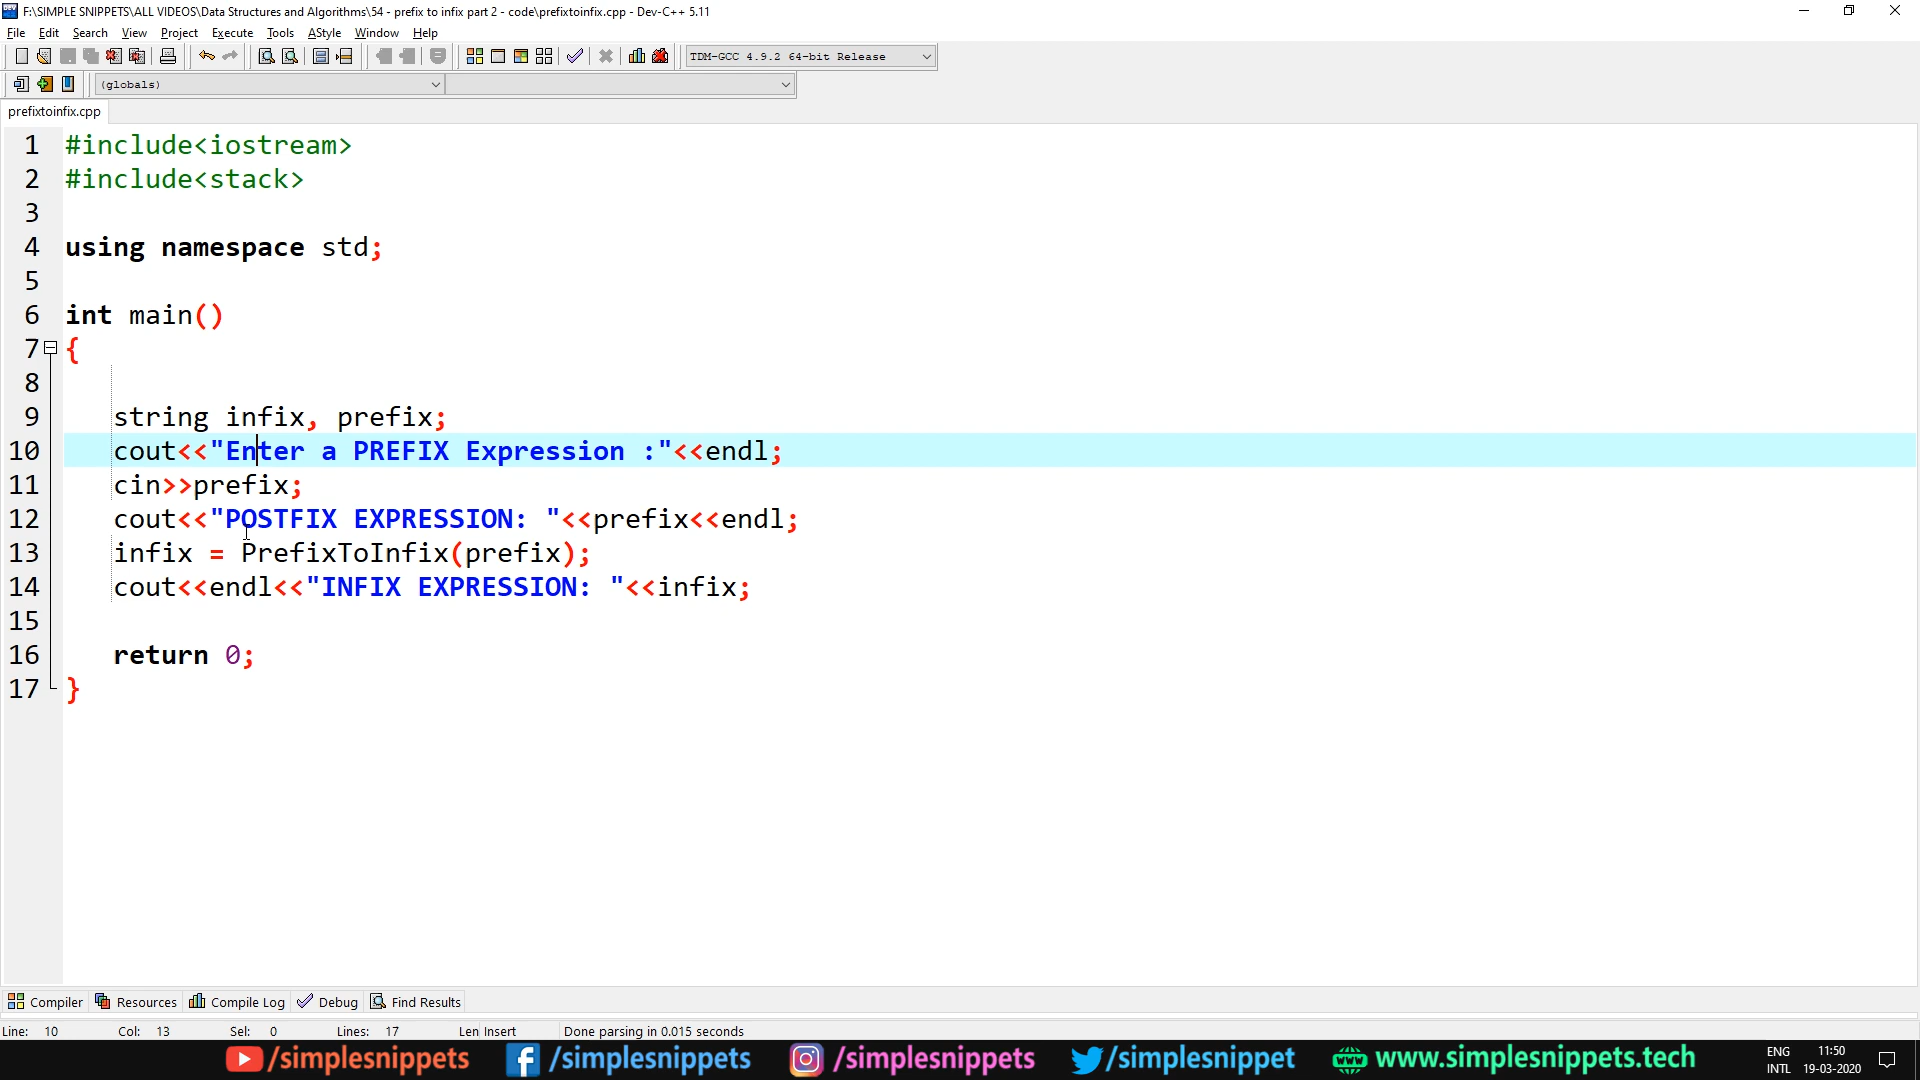 F:\SIMPLE SNIPPETS\ALL VIDEOS\Data Structures and Algorithms\54 - prefix to infix part 2 - code\prefixtoinfix.cpp - Dev-C++ 5.11
File Edit Search View Project Execute Tools AStyle Window Help
TDM-GCC 4.9.2 64-bit Release
(globals)
prefixtoinfix.cpp
1 #include<iostream>
2 #include<stack>
3
4 using namespace std;
5
6 int main()
7 {
8
9 string infix, prefix;
10 cout<<"Enter a PREFIX Expression :"<<endl;
11 cin>>prefix;
12 cout<<"POSTFIX EXPRESSION: "<<prefix<<endl;
13 infix = PrefixToInfix(prefix);
14 cout<<endl<<"INFIX EXPRESSION: "<<infix;
15
16 return 0;
17 }
Compiler Resources Compile Log Debug Find Results
Line: 10 Col: 13 Sel: 0 Lines: 17 Len Insert Done parsing in 0.015 seconds
/simplesnippets /simplesnippets /simplesnippets /simplesnippet www.simplesnippets.tech
ENG 11:50
INTL 19-03-2020